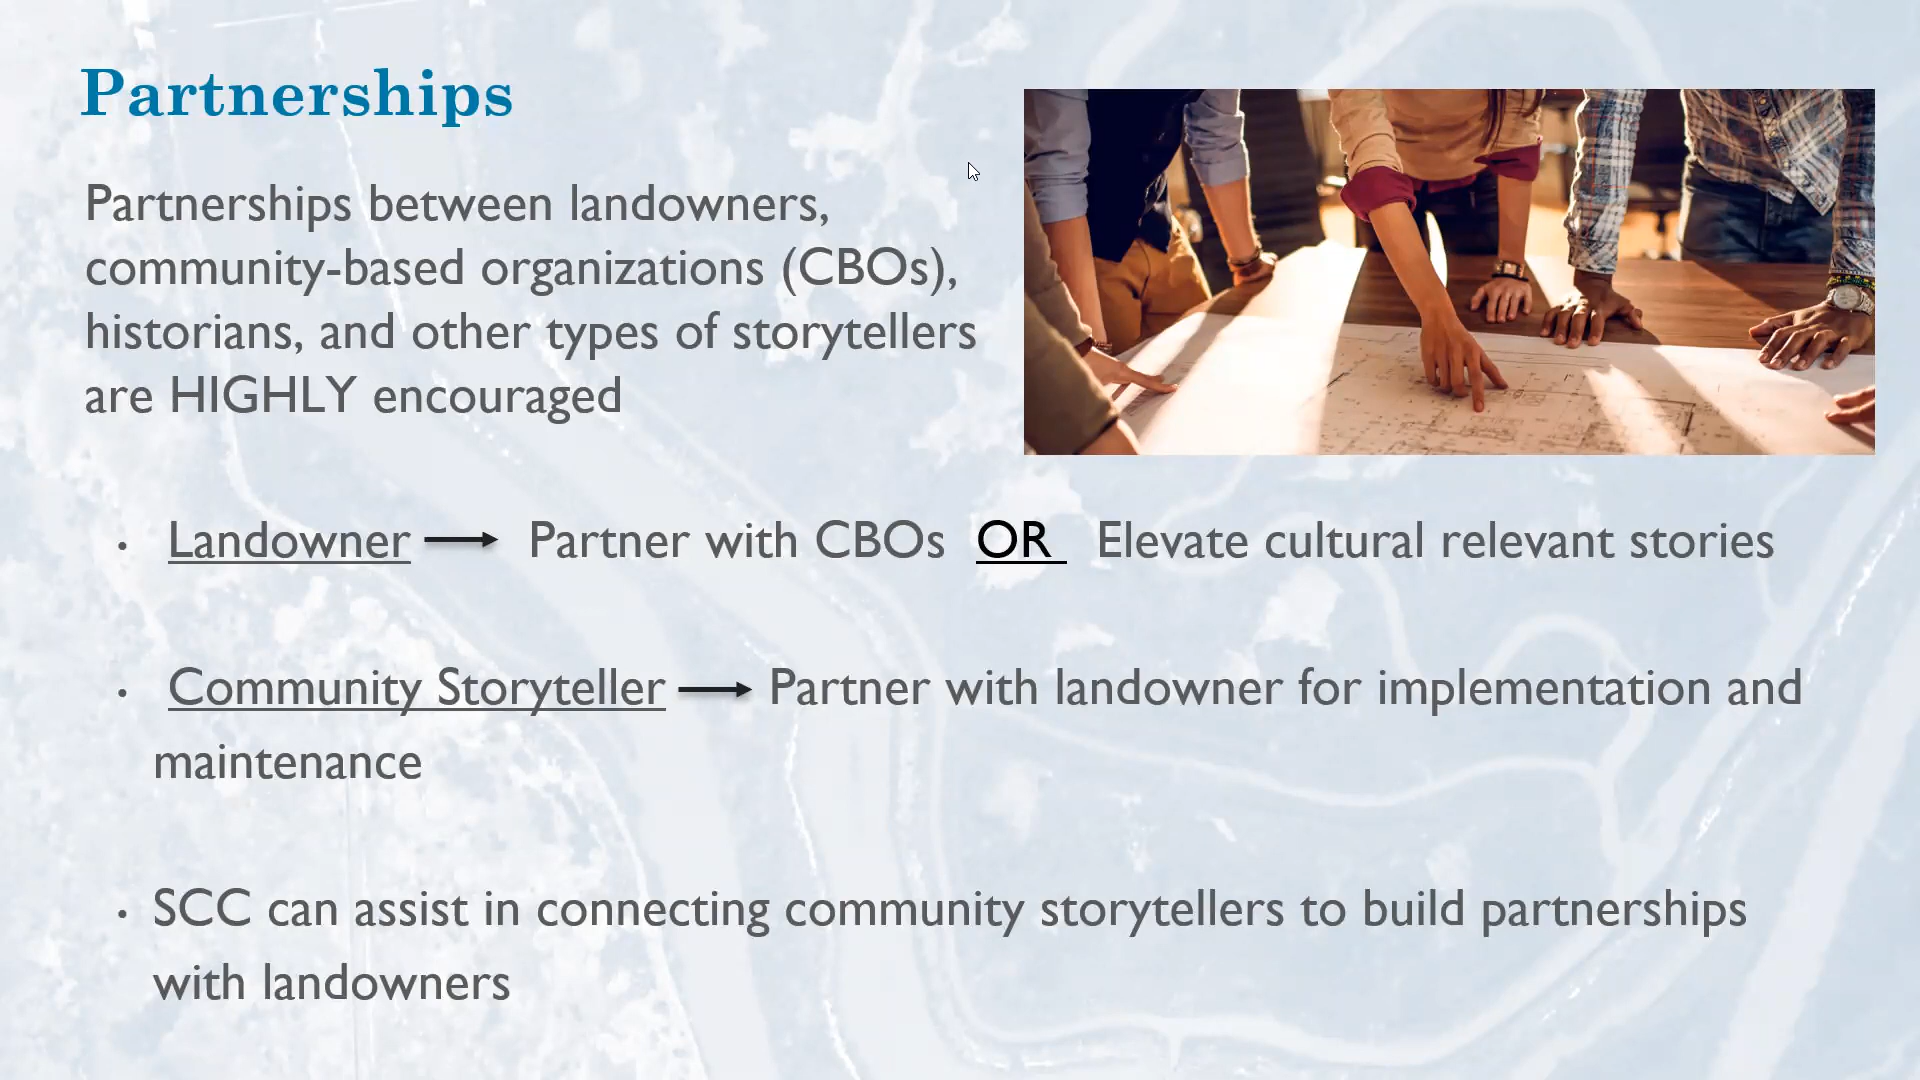 Partnerships
Partnerships between landowners,
community-based organizations (CBOs),
historians, and other types of storytellers
are HIGHLY encouraged
• Landowner → Partner with CBOs OR Elevate cultural relevant stories
• Community Storyteller → Partner with landowner for implementation and
maintenance
• SCC can assist in connecting community storytellers to build partnerships
with landowners